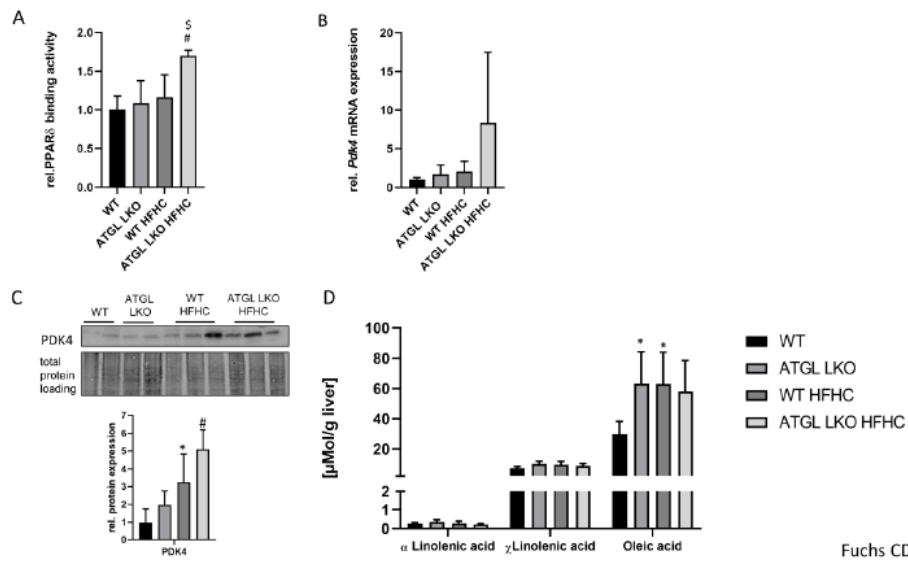 A
rel.PPARδ binding activity
2.0
1.5
1.0
0.5
0.0
$
#
WT
ATGL LKO
WT HFHC
ATGL LKO HFHC
B
rel. Pdk4 mRNA expression
20
15
10
5
0
WT
ATGL LKO
WT HFHC
ATGL LKO HFHC
C
WT
ATGL
LKO
WT
HFHC
ATGL LKO
HFHC
PDK4
total
protein
loading
rel. protein expression
7
6
5
4
3
2
1
*
#
PDK4
D
[µMol/g liver]
100
80
60
40
20
2
1
0
*
*
α Linolenic acid
χLinolenic acid
Oleic acid
WT
ATGL LKO
WT HFHC
ATGL LKO HFHC
Fuchs CD